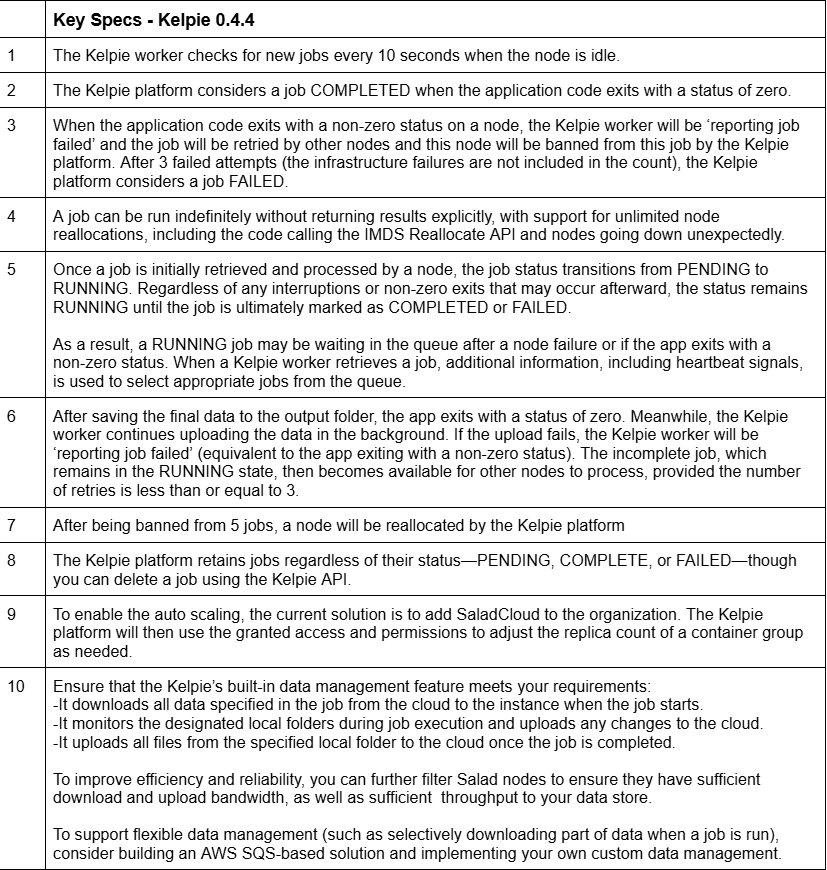 Key Specs - Kelpie 0.4.4
1
The Kelpie worker checks for new jobs every 10 seconds when the node is idle.
2
The Kelpie platform considers a job COMPLETED when the application code exits with a status of zero.
3
When the application code exits with a non-zero status on a node, the Kelpie worker will be ‘reporting job
failed’ and the job will be retried by other nodes and this node will be banned from this job by the Kelpie
platform. After 3 failed attempts (the infrastructure failures are not included in the count), the Kelpie
platform considers a job FAILED.
4
A job can be run indefinitely without returning results explicitly, with support for unlimited node
reallocations, including the code calling the IMDS Reallocate API and nodes going down unexpectedly.
5
Once a job is initially retrieved and processed by a node, the job status transitions from PENDING to
RUNNING. Regardless of any interruptions or non-zero exits that may occur afterward, the status remains
RUNNING until the job is ultimately marked as COMPLETED or FAILED.
As a result, a RUNNING job may be waiting in the queue after a node failure or if the app exits with a
non-zero status. When a Kelpie worker retrieves a job, additional information, including heartbeat signals,
is used to select appropriate jobs from the queue.
6
After saving the final data to the output folder, the app exits with a status of zero. Meanwhile, the Kelpie
worker continues uploading the data in the background. If the upload fails, the Kelpie worker will be
‘reporting job failed’ (equivalent to the app exiting with a non-zero status). The incomplete job, which
remains in the RUNNING state, then becomes available for other nodes to process, provided the number
of retries is less than or equal to 3.
7
After being banned from 5 jobs, a node will be reallocated by the Kelpie platform
8
The Kelpie platform retains jobs regardless of their status—PENDING, COMPLETE, or FAILED—though
you can delete a job using the Kelpie API.
9
To enable the auto scaling, the current solution is to add SaladCloud to the organization. The Kelpie
platform will then use the granted access and permissions to adjust the replica count of a container group
as needed.
10
Ensure that the Kelpie’s built-in data management feature meets your requirements:
-It downloads all data specified in the job from the cloud to the instance when the job starts.
-It monitors the designated local folders during job execution and uploads any changes to the cloud.
-It uploads all files from the specified local folder to the cloud once the job is completed.
To improve efficiency and reliability, you can further filter Salad nodes to ensure they have sufficient
download and upload bandwidth, as well as sufficient  throughput to your data store.
To support flexible data management (such as selectively downloading part of data when a job is run),
consider building an AWS SQS-based solution and implementing your own custom data management.